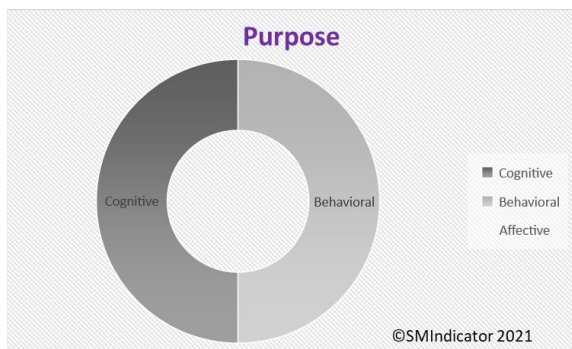 Purpose
Cognitive
Behavioral
Cognitive
Behavioral
Affective
©SMIndicator 2021